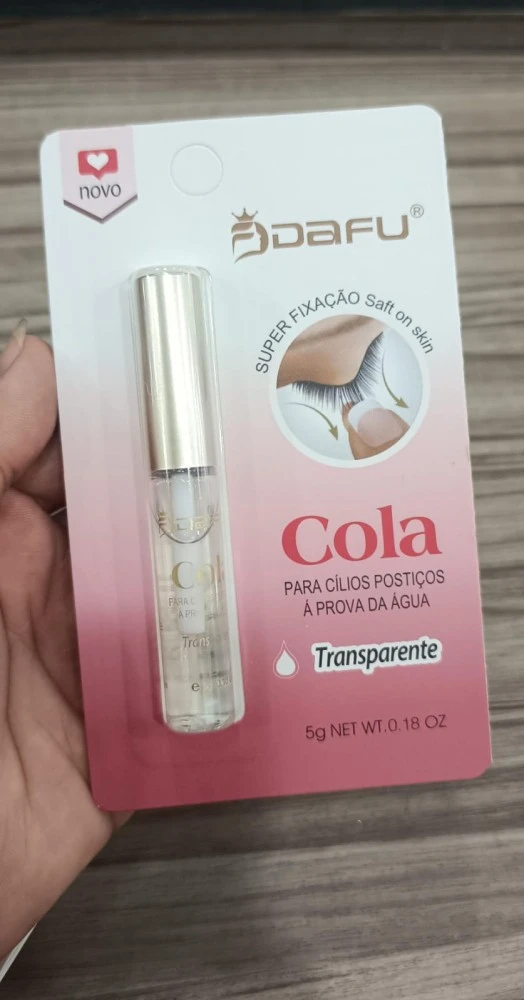 novo
DAFU®
SUPER FIXAÇÃO Saft on skin
Cola
PARA CÍLIOS POSTIÇOS
Á PROVA DA ÁGUA
Transparente
5g NET WT.0.18 OZ